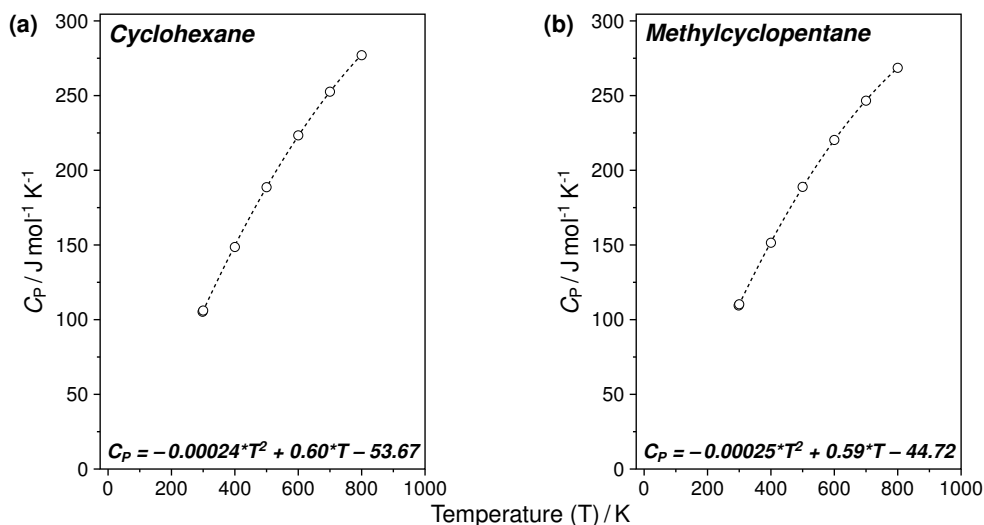 (a)
Cyclohexane
C_P / J mol⁻¹ K⁻¹
300
250
200
150
100
50
0
C_P = −0.00024*T² + 0.60*T − 53.67
0 200 400 600 800 1000
(b)
Methylcyclopentane
C_P / J mol⁻¹ K⁻¹
300
250
200
150
100
50
0
C_P = −0.00025*T² + 0.59*T − 44.72
0 200 400 600 800 1000
Temperature (T) / K